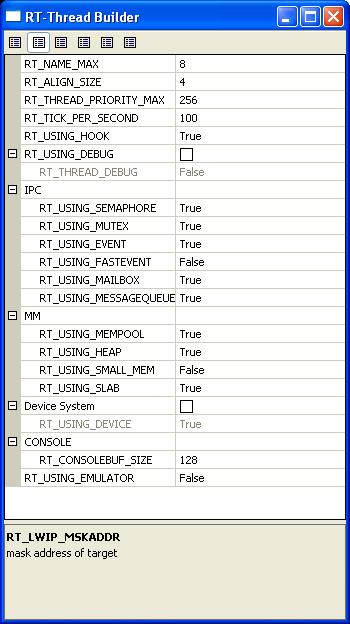 RT-Thread Builder
RT_NAME_MAX 8
RT_ALIGN_SIZE 4
RT_THREAD_PRIORITY_MAX 256
RT_TICK_PER_SECOND 100
RT_USING_HOOK True
RT_USING_DEBUG
RT_THREAD_DEBUG False
IPC
RT_USING_SEMAPHORE True
RT_USING_MUTEX True
RT_USING_EVENT True
RT_USING_FASTEVENT False
RT_USING_MAILBOX True
RT_USING_MESSAGEQUEUE True
MM
RT_USING_MEMPOOL True
RT_USING_HEAP True
RT_USING_SMALL_MEM False
RT_USING_SLAB True
Device System
RT_USING_DEVICE True
CONSOLE
RT_CONSOLEBUF_SIZE 128
RT_USING_EMULATOR False
RT_LWIP_MSKADDR
mask address of target